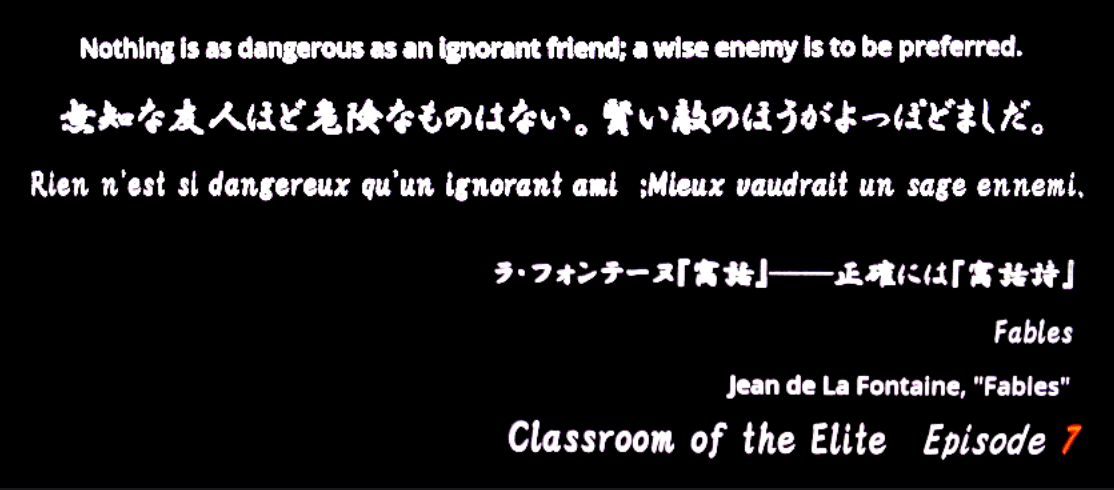 Nothing is as dangerous as an ignorant friend; a wise enemy is to be preferred.
無知な友人ほど危険なものはない。賢い敵のほうがよっぽどましだ。
Rien n'est si dangereux qu'un ignorant ami ;Mieux vaudrait un sage ennemi.
ラ・フォンテーヌ『寓話』――正確には『寓話詩』
Fables
Jean de La Fontaine, "Fables"
Classroom of the Elite Episode 7